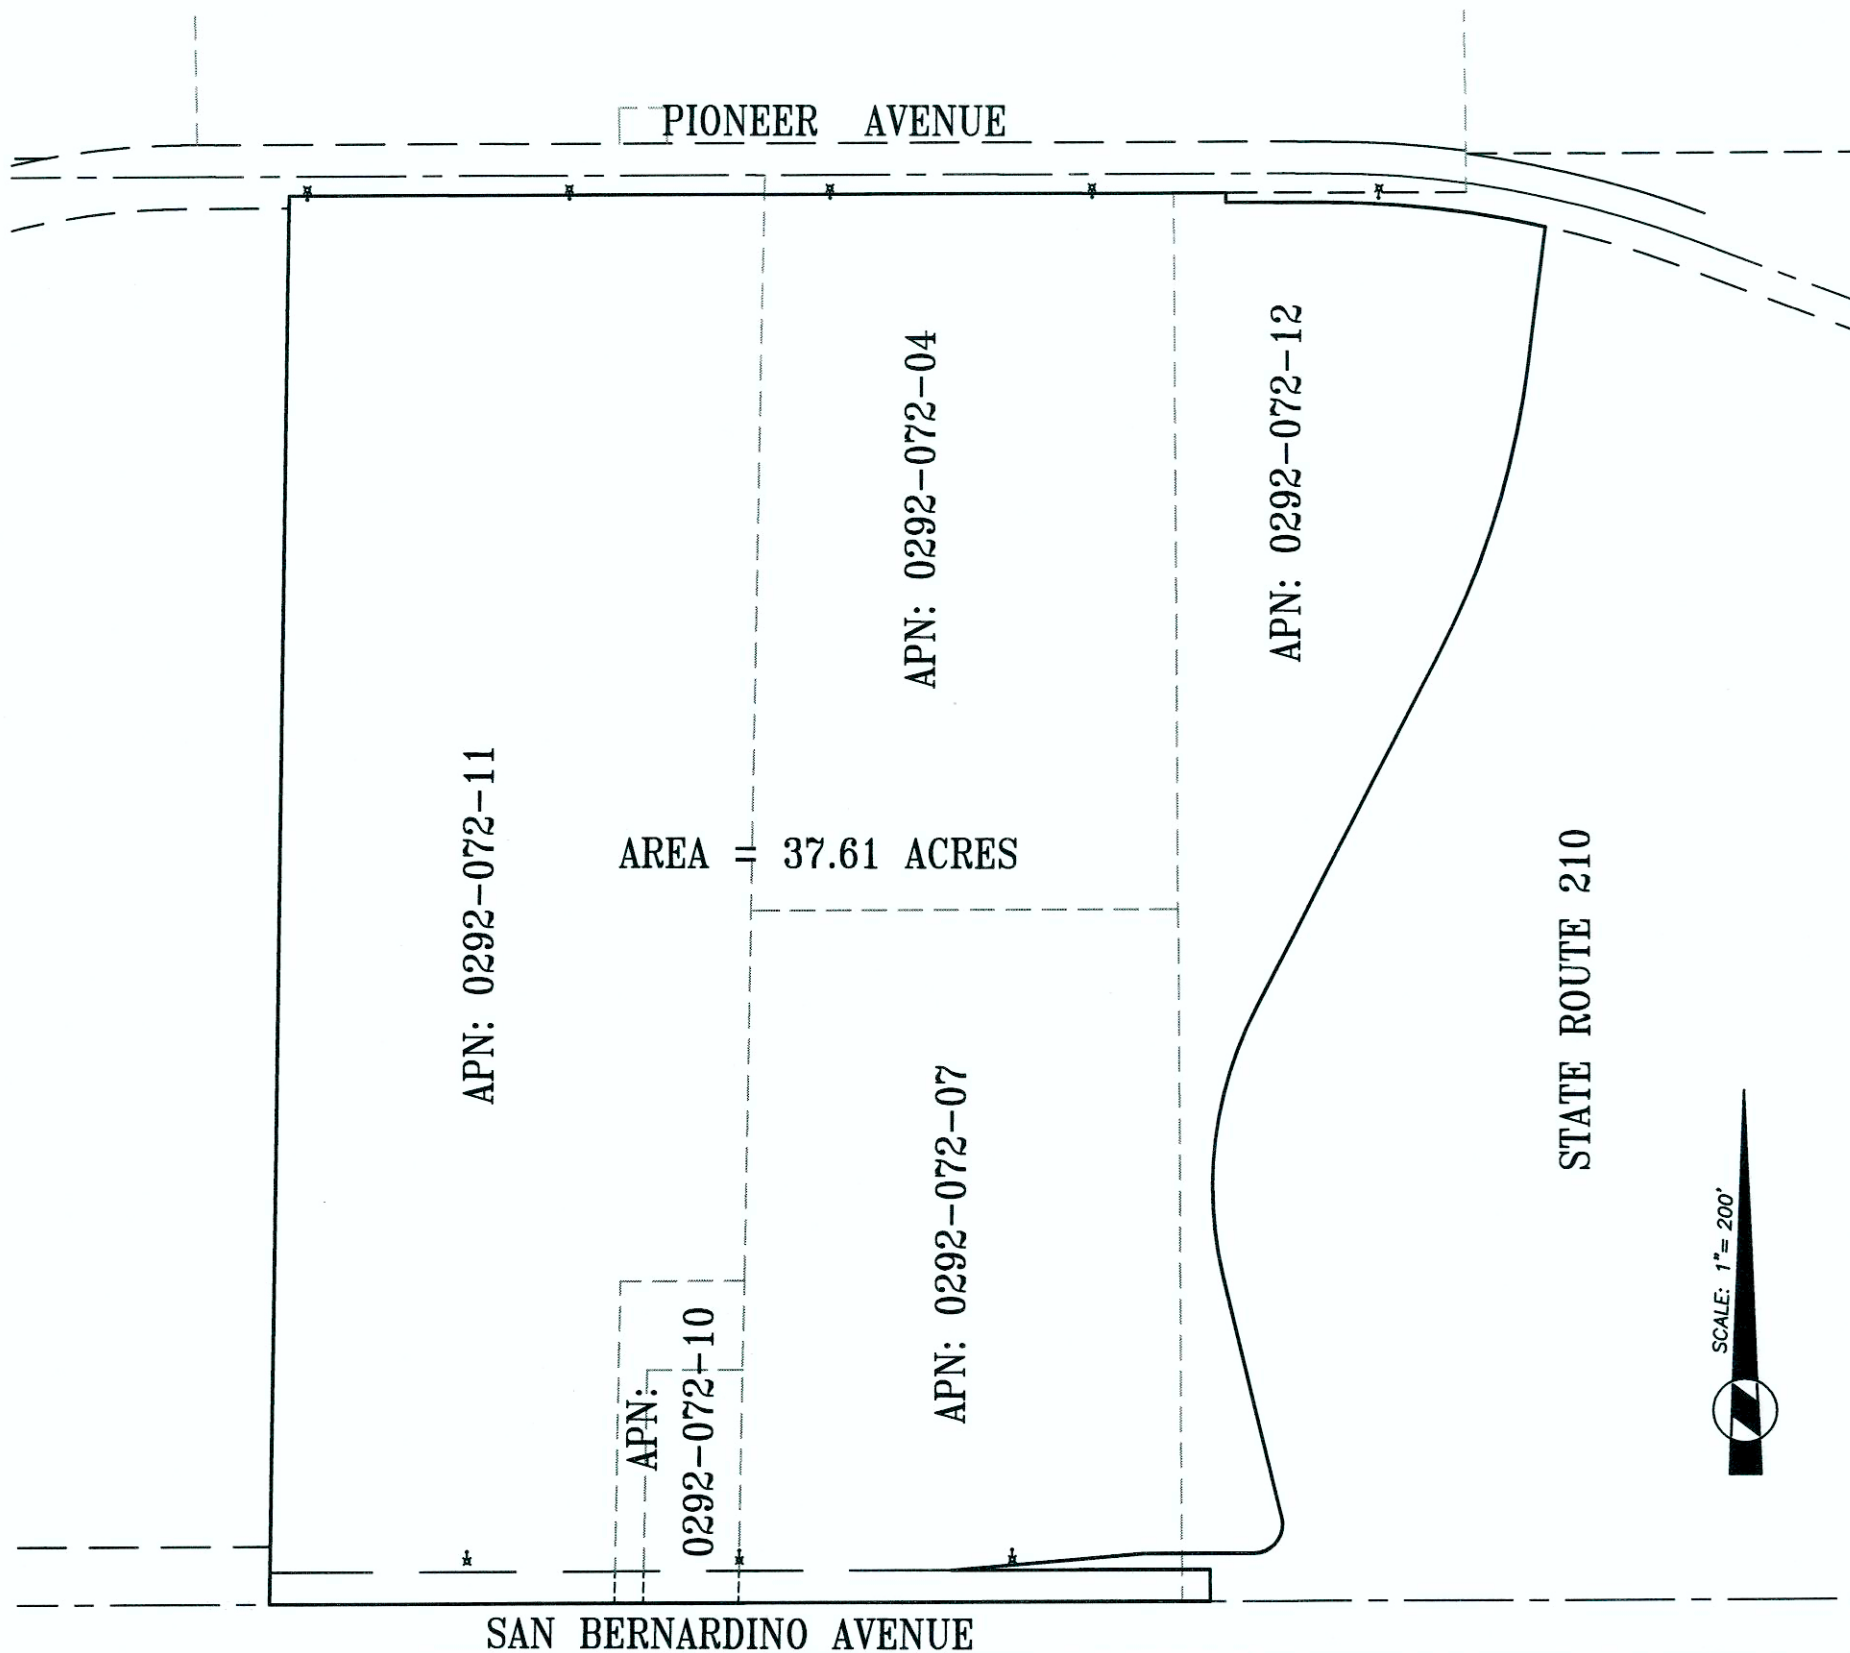 PIONEER AVENUE
APN: 0292-072-04
APN: 0292-072-12
APN: 0292-072-11
AREA = 37.61 ACRES
STATE ROUTE 210
APN: 0292-072-07
APN:
0292-072-10
SCALE: 1"= 200'
SAN BERNARDINO AVENUE